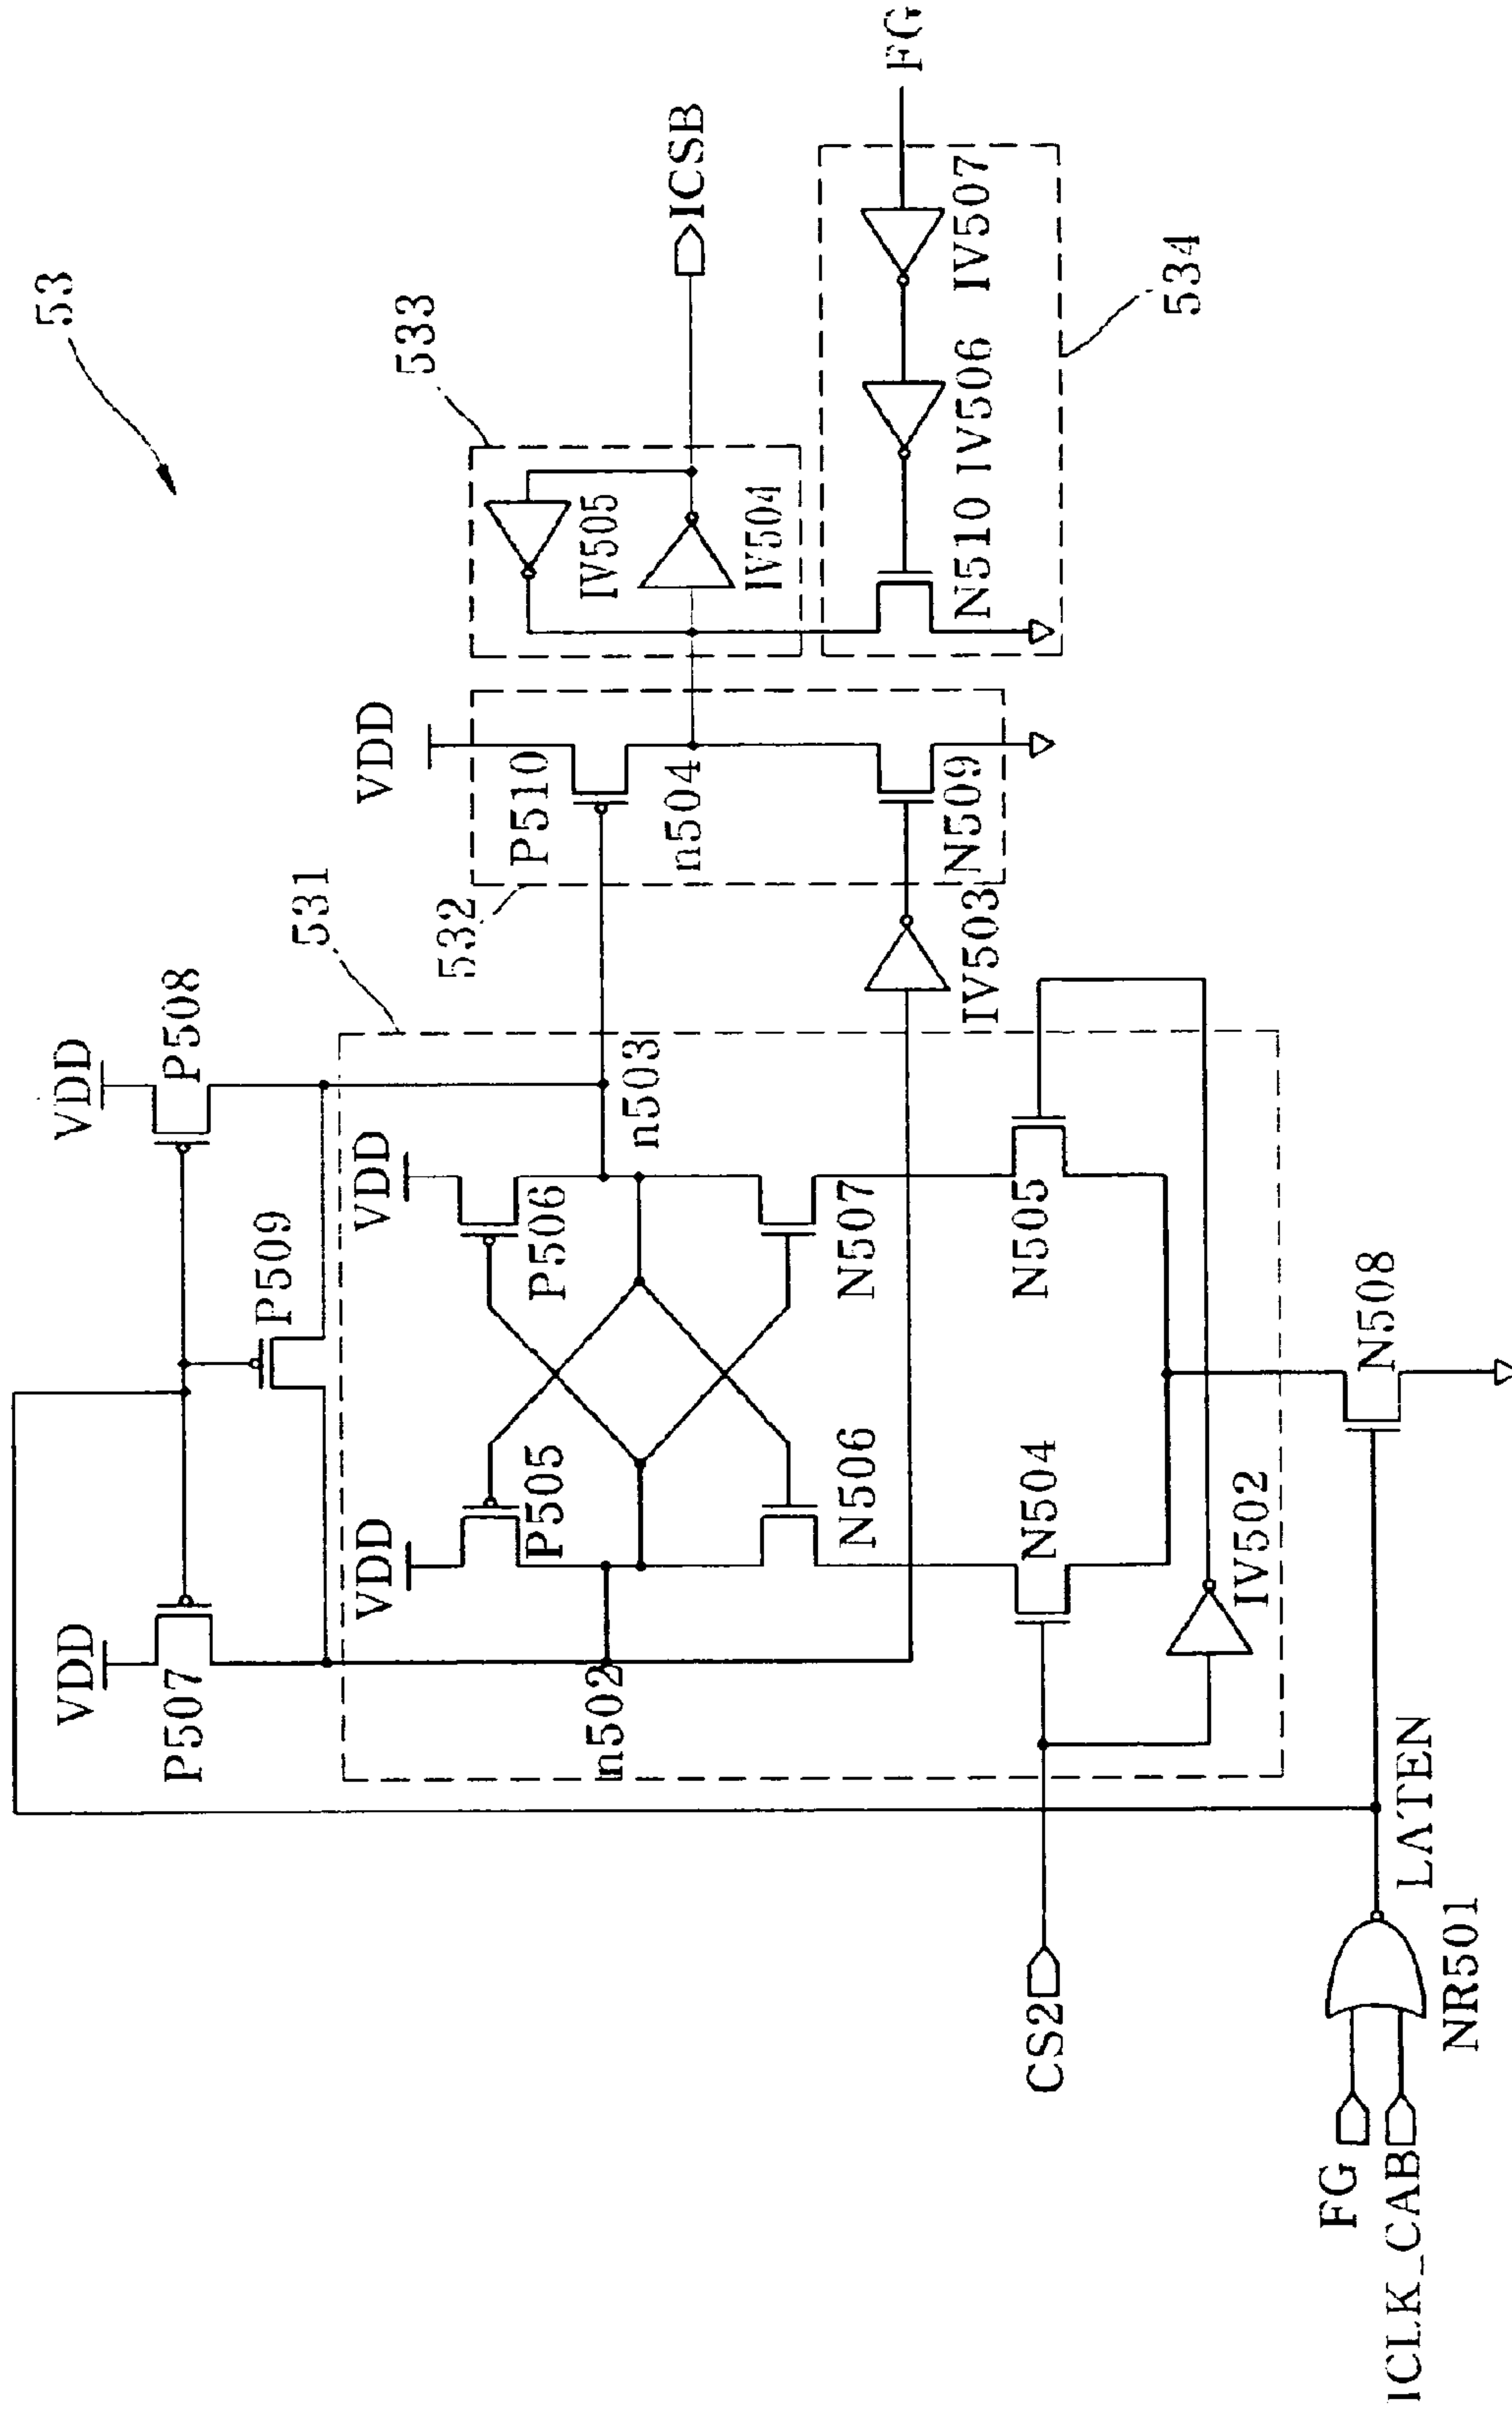 53
VDD
P508
531
VDD
P507
P509
VDD
P505
VDD
P506
n503
n502
N506
N507
N504
N505
IV502
CS2
FG
ICLK_CAB
NR501
LATEN
N508
IV503
532
VDD
P510
n504
N509
533
IV505
IV504
ICSB
N510
IV506
IV507
FG
534